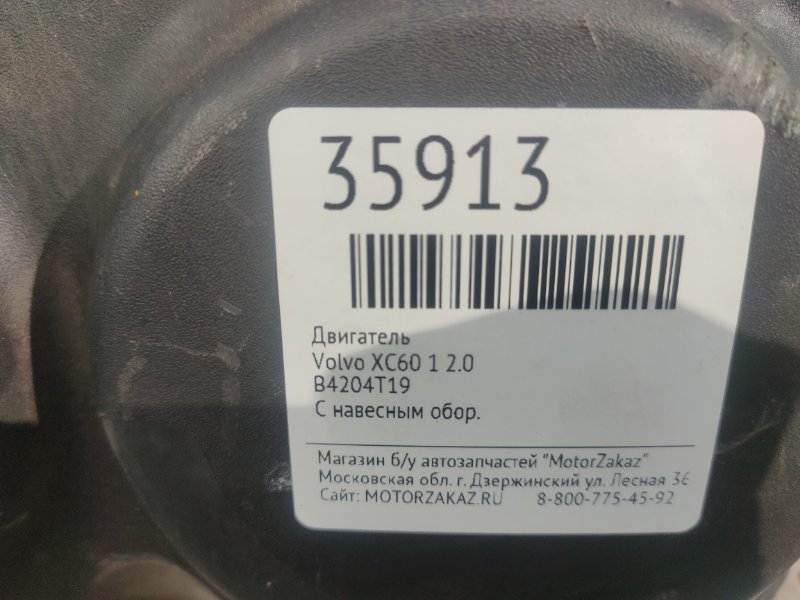 35913
Двигатель
Volvo XC60 1 2.0
B4204T19
С навесным обор.
Магазин б/у автозапчастей "MotorZakaz"
Московская обл. г. Дзержинский ул. Лесная 36
Сайт: MOTORZAKAZ.RU 8-800-775-45-92